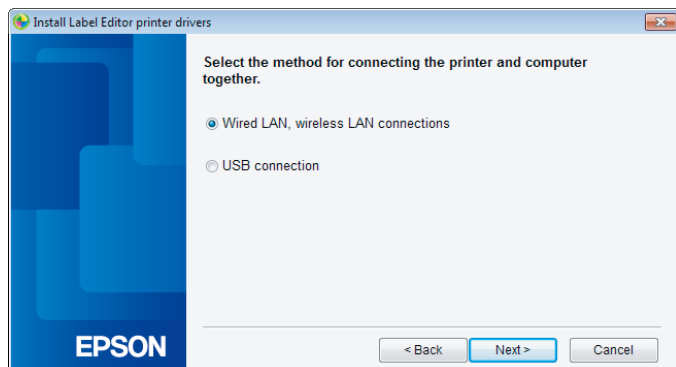 Install Label Editor printer drivers
Select the method for connecting the printer and computer
together.
Wired LAN, wireless LAN connections
USB connection
EPSON
< Back
Next >
Cancel